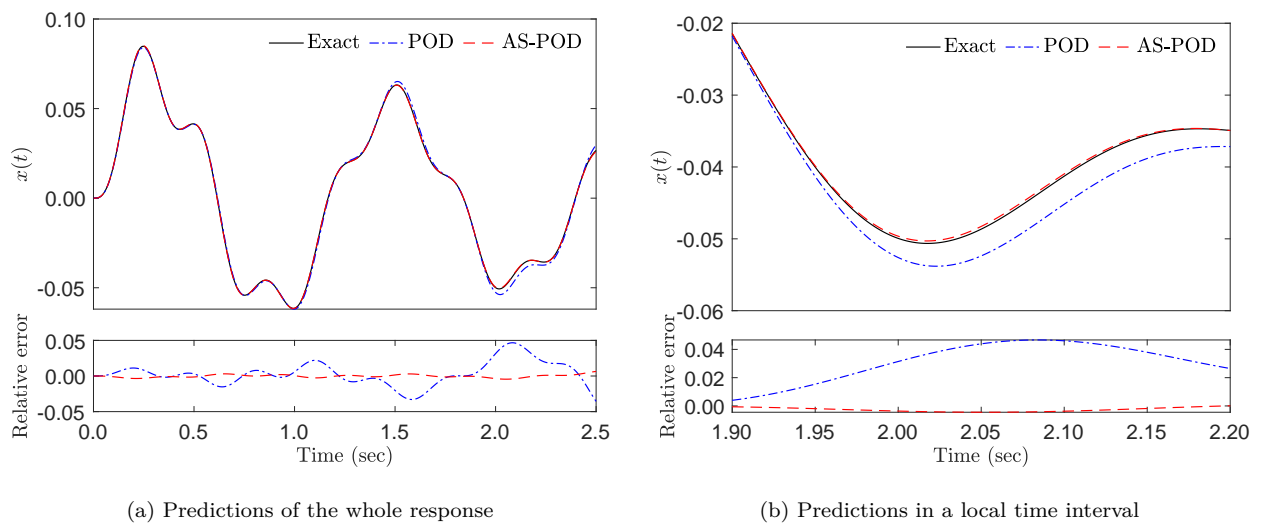 0.10
0.05
0.00
-0.05
x(t)
Exact POD AS-POD
0.05
0.00
-0.05
Relative error
0.0 0.5 1.0 1.5 2.0 2.5
Time (sec)
(a) Predictions of the whole response
-0.02
-0.03
-0.04
-0.05
-0.06
x(t)
Exact POD AS-POD
0.04
0.02
0.00
Relative error
1.90 1.95 2.00 2.05 2.10 2.15 2.20
Time (sec)
(b) Predictions in a local time interval